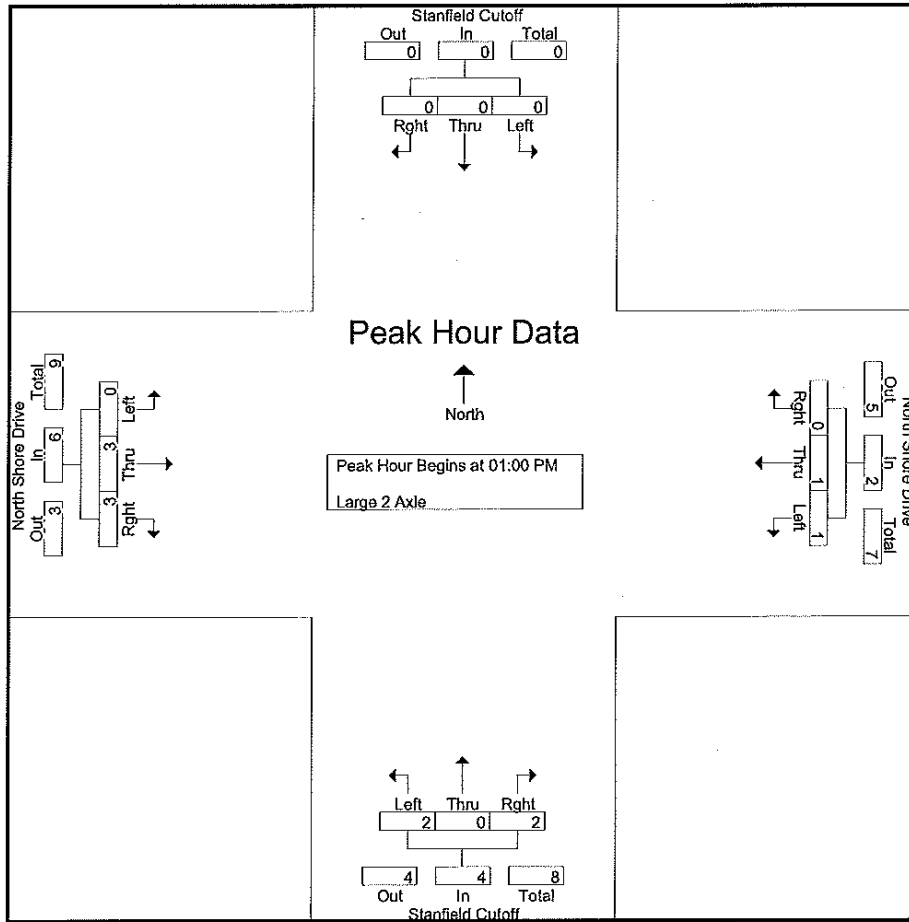 Stanfield Cutoff
Out In Total
0 0 0
0 0 0
Rght Thru Left
Peak Hour Data
North
Peak Hour Begins at 01:00 PM
Large 2 Axle
North Shore Drive
Out In Total
3 6 9
Left Thru Rght
0 3 3
North Shore Drive
Out In Total
5 2 7
Rght Thru Left
0 1 1
Left Thru Rght
2 0 2
4 4 8
Out In Total
Stanfield Cutoff